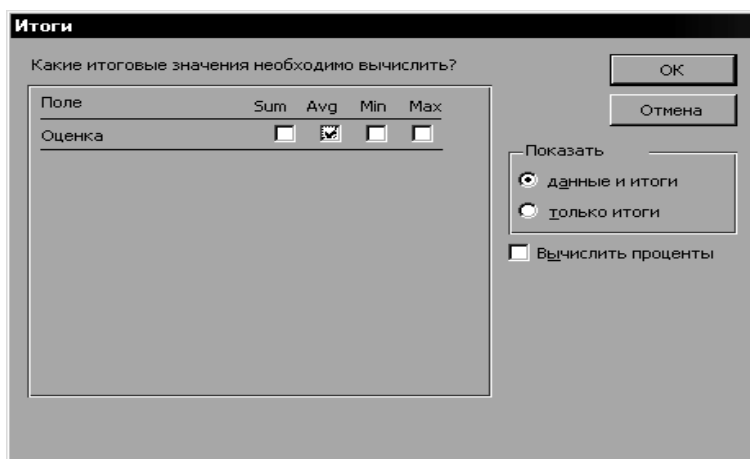 Итоги
Какие итоговые значения необходимо вычислить?
Поле Sum Avg Min Max
Оценка
OK
Отмена
Показать
данные и итоги
только итоги
Вычислить проценты